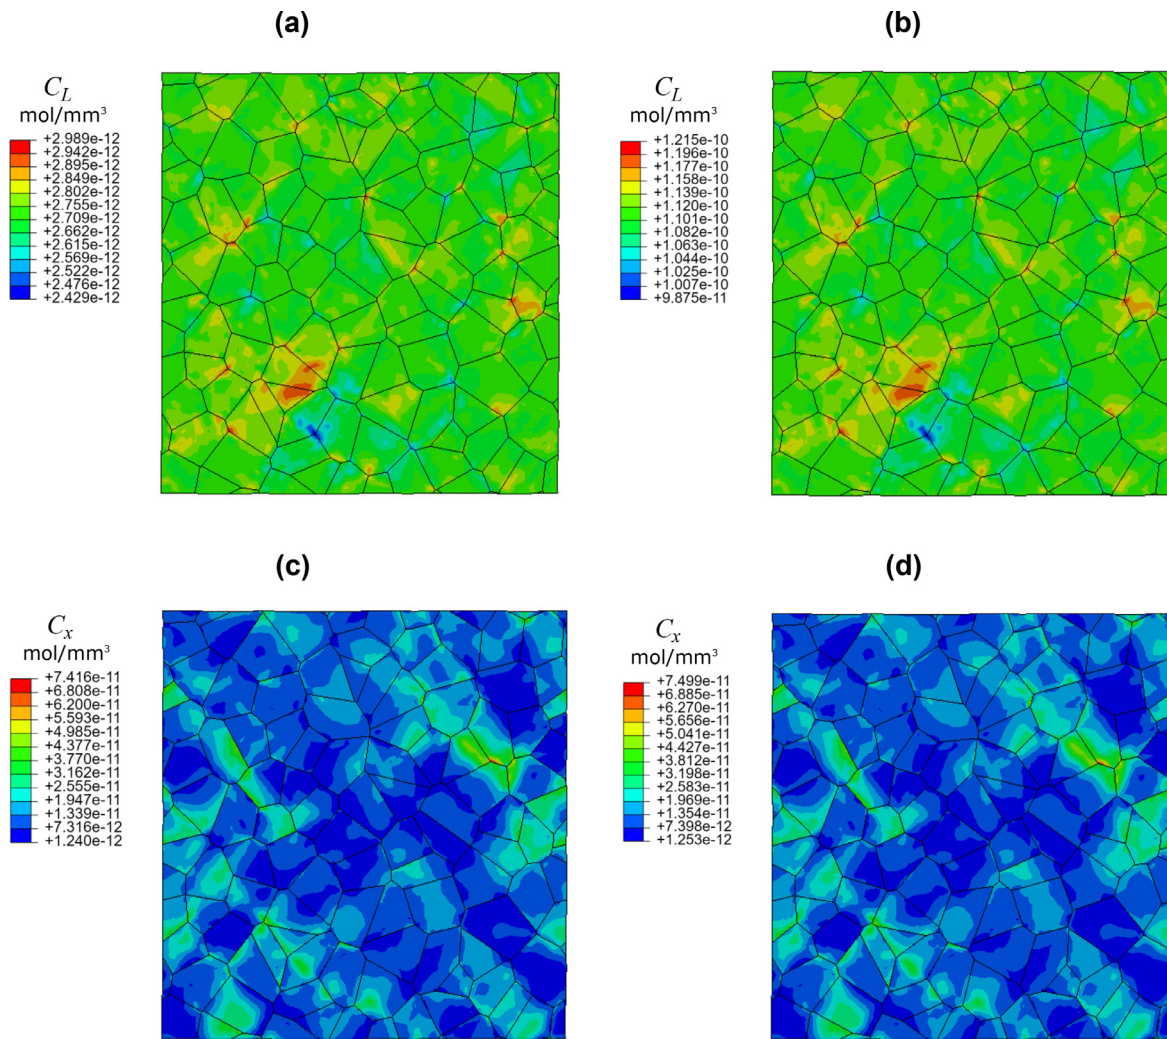 (a)
(b)
C_L
mol/mm³
+2.989e-12
+2.942e-12
+2.895e-12
+2.849e-12
+2.802e-12
+2.755e-12
+2.709e-12
+2.662e-12
+2.615e-12
+2.569e-12
+2.522e-12
+2.476e-12
+2.429e-12
C_L
mol/mm³
+1.215e-10
+1.196e-10
+1.177e-10
+1.158e-10
+1.139e-10
+1.120e-10
+1.101e-10
+1.082e-10
+1.063e-10
+1.044e-10
+1.025e-10
+1.007e-10
+9.875e-11
(c)
(d)
C_x
mol/mm³
+7.416e-11
+6.808e-11
+6.200e-11
+5.593e-11
+4.985e-11
+4.377e-11
+3.770e-11
+3.162e-11
+2.555e-11
+1.947e-11
+1.339e-11
+7.316e-12
+1.240e-12
C_x
mol/mm³
+7.499e-11
+6.885e-11
+6.270e-11
+5.656e-11
+5.041e-11
+4.427e-11
+3.812e-11
+3.198e-11
+2.583e-11
+1.969e-11
+1.354e-11
+7.398e-12
+1.253e-12